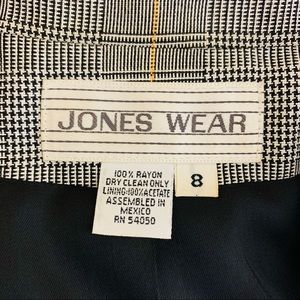 JONES WEAR
8
100% RAYON
DRY CLEAN ONLY
LINING-100% ACETATE
ASSEMBLED IN
MEXICO
RN 54050